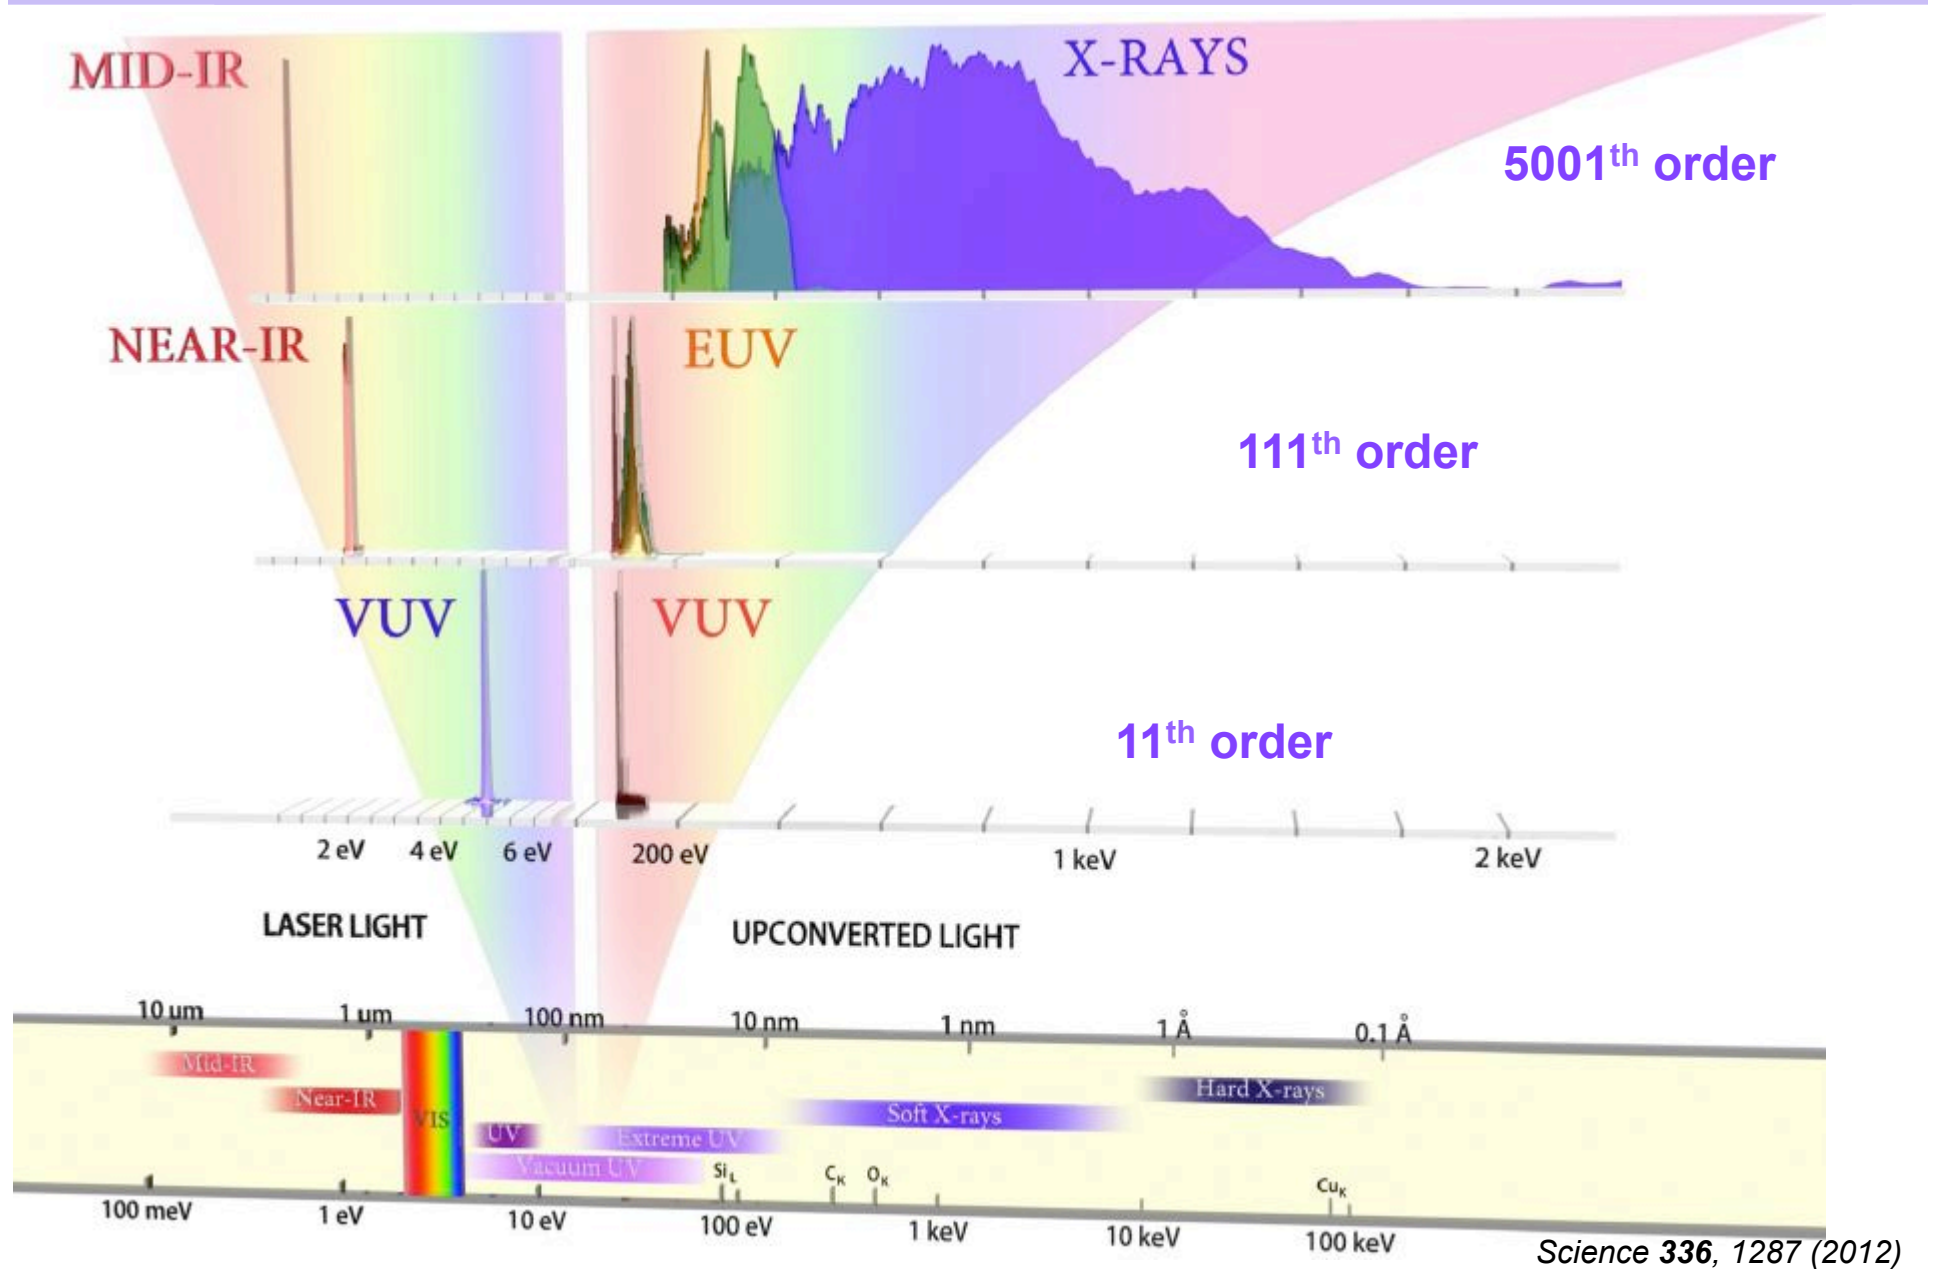 MID-IR
X-RAYS
5001th order
NEAR-IR
EUV
111th order
VUV
VUV
11th order
2 eV 4 eV 6 eV 200 eV 1 keV 2 keV
LASER LIGHT
UPCONVERTED LIGHT
10 um 1 um 100 nm 10 nm 1 nm 1 Å 0.1 Å
Mid-IR
Near-IR
VIS
UV
Vacuum UV
Extreme UV
Soft X-rays
Hard X-rays
SiL CK OK CuK
100 meV 1 eV 10 eV 100 eV 1 keV 10 keV 100 keV
Science 336, 1287 (2012)